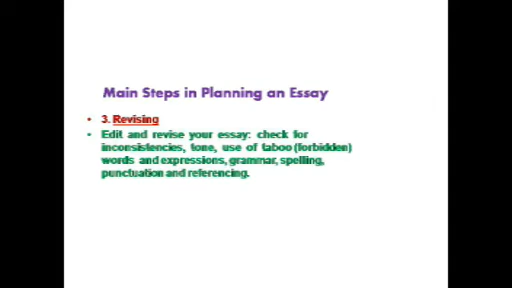 Main Steps in Planning an Essay
• 3. Revising
• Edit and revise your essay: check for
inconsistencies, tone, use of taboo (forbidden)
words and expressions, grammar, spelling,
punctuation and referencing.